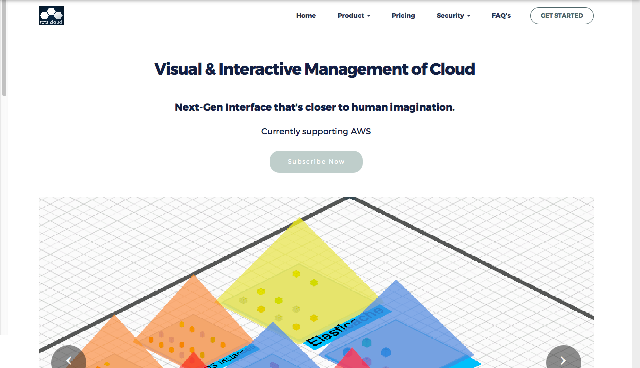 Home
Product
Pricing
Security
FAQ's
GET STARTED
Visual & Interactive Management of Cloud
Next-Gen Interface that's closer to human imagination.
Currently supporting AWS
Subscribe Now